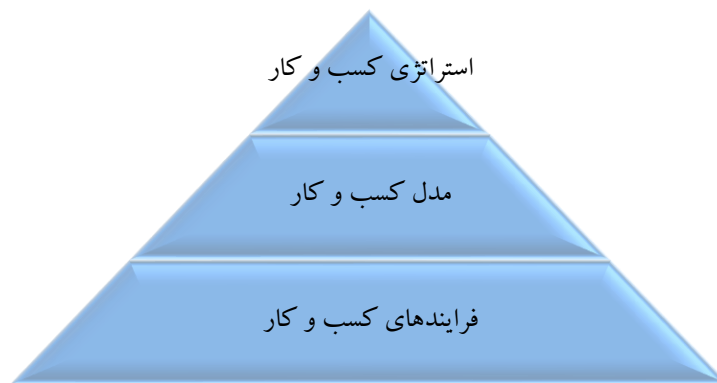 استراتژی کسب و کار
مدل کسب و کار
فرایندهای کسب و کار